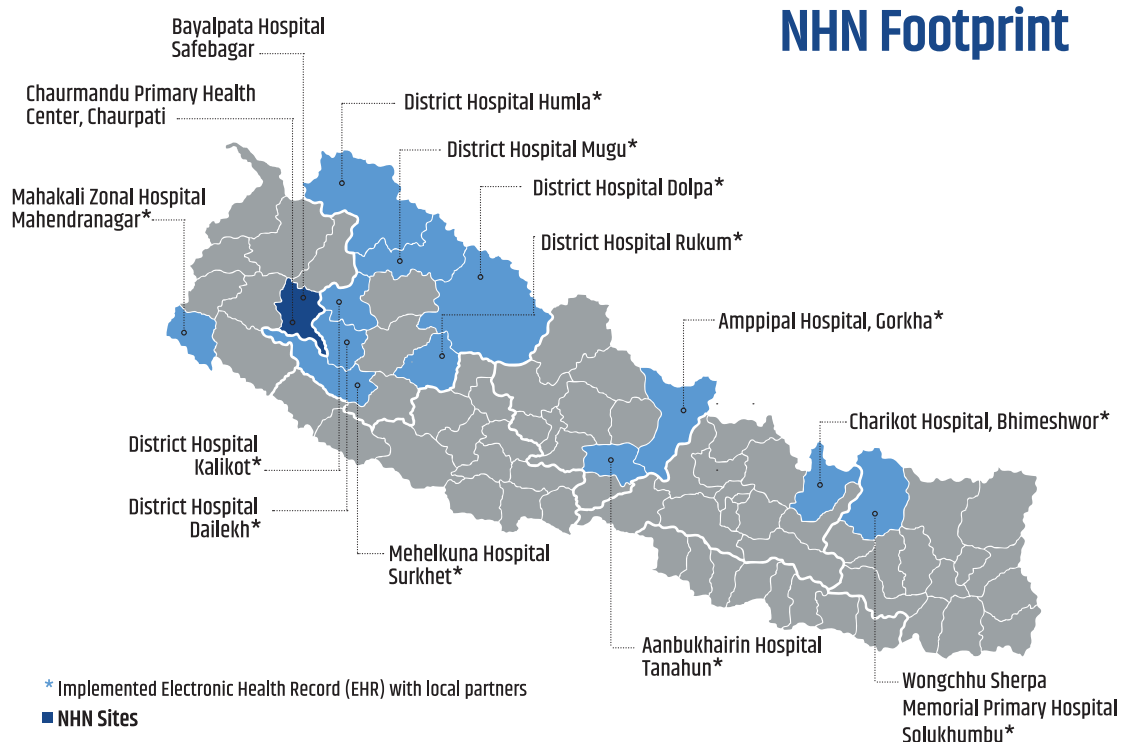 NHN Footprint
Bayalpata Hospital
Safebagar
Chaurmandu Primary Health
Center, Chaurpati
District Hospital Humla*
District Hospital Mugu*
Mahakali Zonal Hospital
Mahendranagar*
District Hospital Dolpa*
District Hospital Rukum*
Amppipal Hospital, Gorkha*
Charikot Hospital, Bhimeshwor*
District Hospital
Kalikot*
District Hospital
Dailekh*
Mehelkuna Hospital
Surkhet*
Aanbukhairin Hospital
Tanahun*
Wongchhu Sherpa
Memorial Primary Hospital
Solukhumbu*
* Implemented Electronic Health Record (EHR) with local partners
NHN Sites